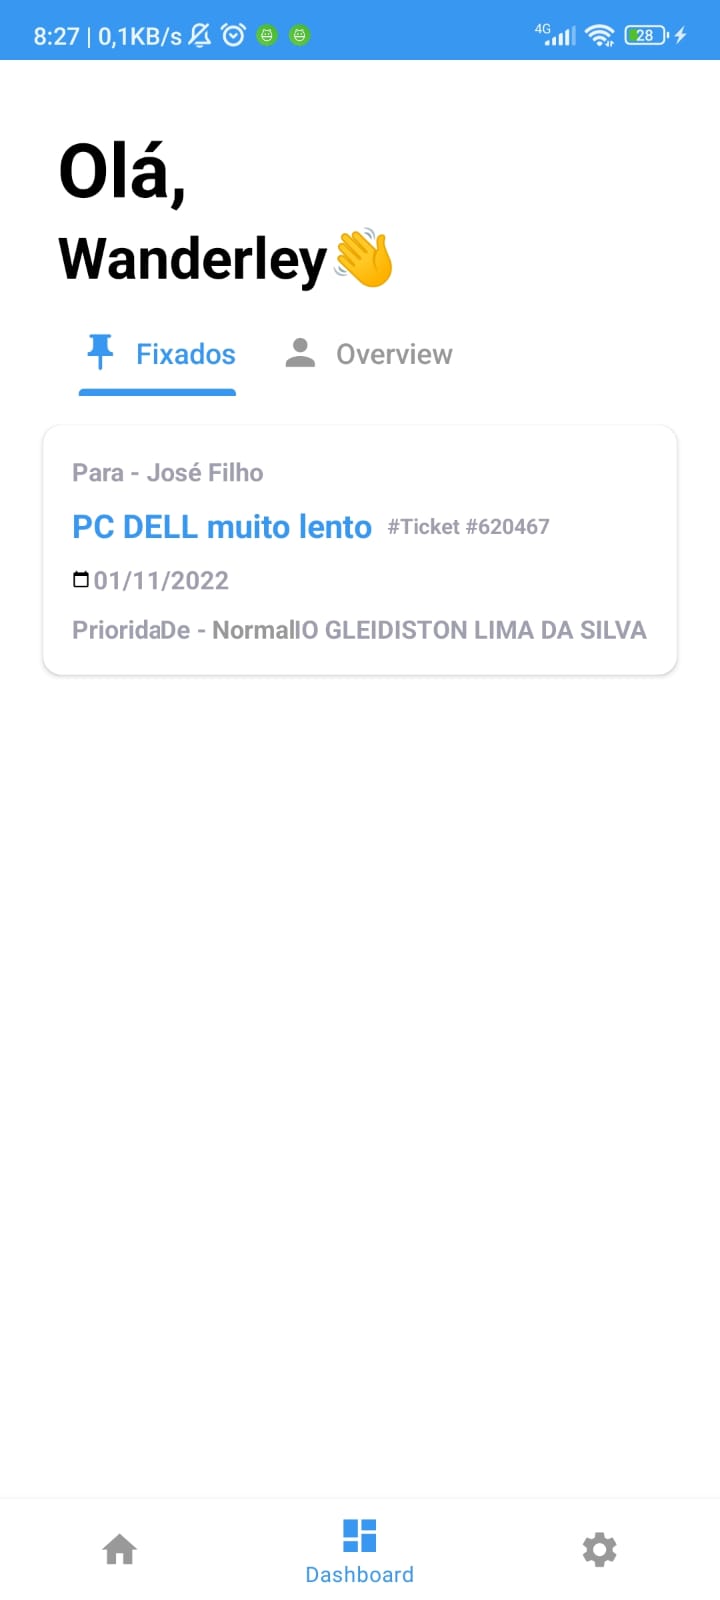 8:27 | 0,1KB/s 4G 28
Olá,
Wanderley
Fixados Overview
Para - José Filho
PC DELL muito lento #Ticket #620467
01/11/2022
PrioridaDe - NormalIO GLEIDISTON LIMA DA SILVA
Dashboard